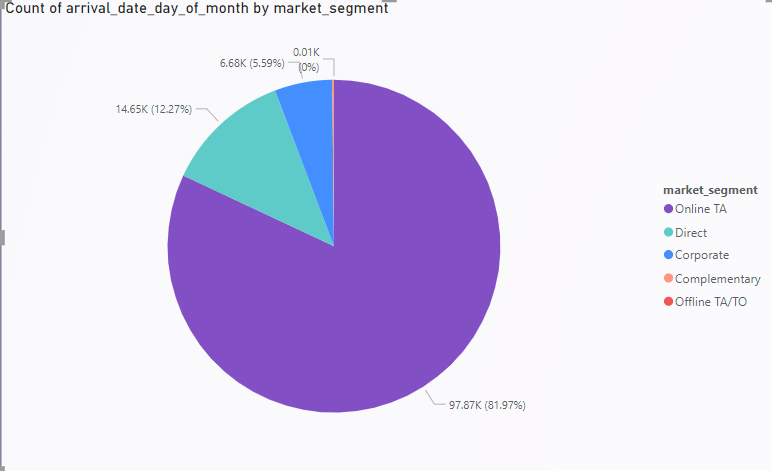 Count of arrival_date_day_of_month by market_segment
0.01K
(0%)
6.68K (5.59%)
14.65K (12.27%)
97.87K (81.97%)
market_segment
Online TA
Direct
Corporate
Complementary
Offline TA/TO